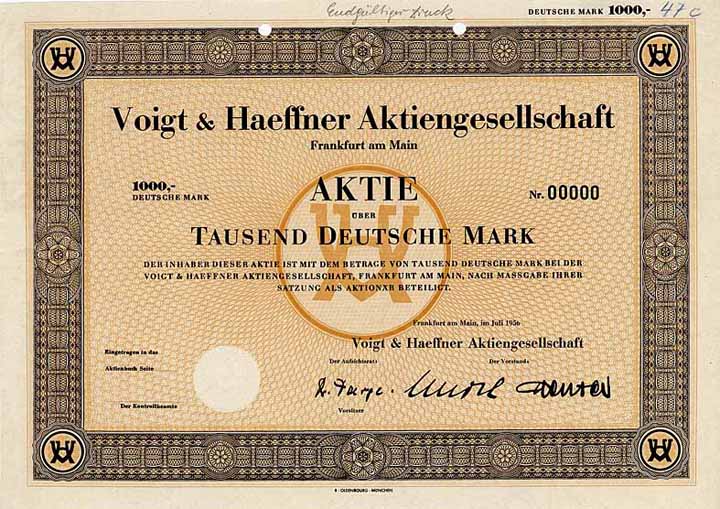 Endgültiger Druck
DEUTSCHE MARK 1000,- 47c
Voigt & Haeffner Aktiengesellschaft
Frankfurt am Main
1000,-
DEUTSCHE MARK
AKTIE
Nr. 00000
ÜBER
TAUSEND DEUTSCHE MARK
DER INHABER DIESER AKTIE IST MIT DEM BETRAGE VON TAUSEND DEUTSCHE MARK BEI DER
VOIGT & HAEFFNER AKTIENGESELLSCHAFT, FRANKFURT AM MAIN, NACH MASSGABE IHRER
SATZUNG ALS AKTIONXR BETEILIGT.
Frankfurt am Main, im Juli 1956
Voigt & Haeffner Aktiengesellschaft
Der Aufsichtsrat: Der Vorstand:
Eingetragen in das
Aktienbuch Seite
Der Kontrollbeamte
Vorsitzer
R · OLDENBOURG · MÜNCHEN